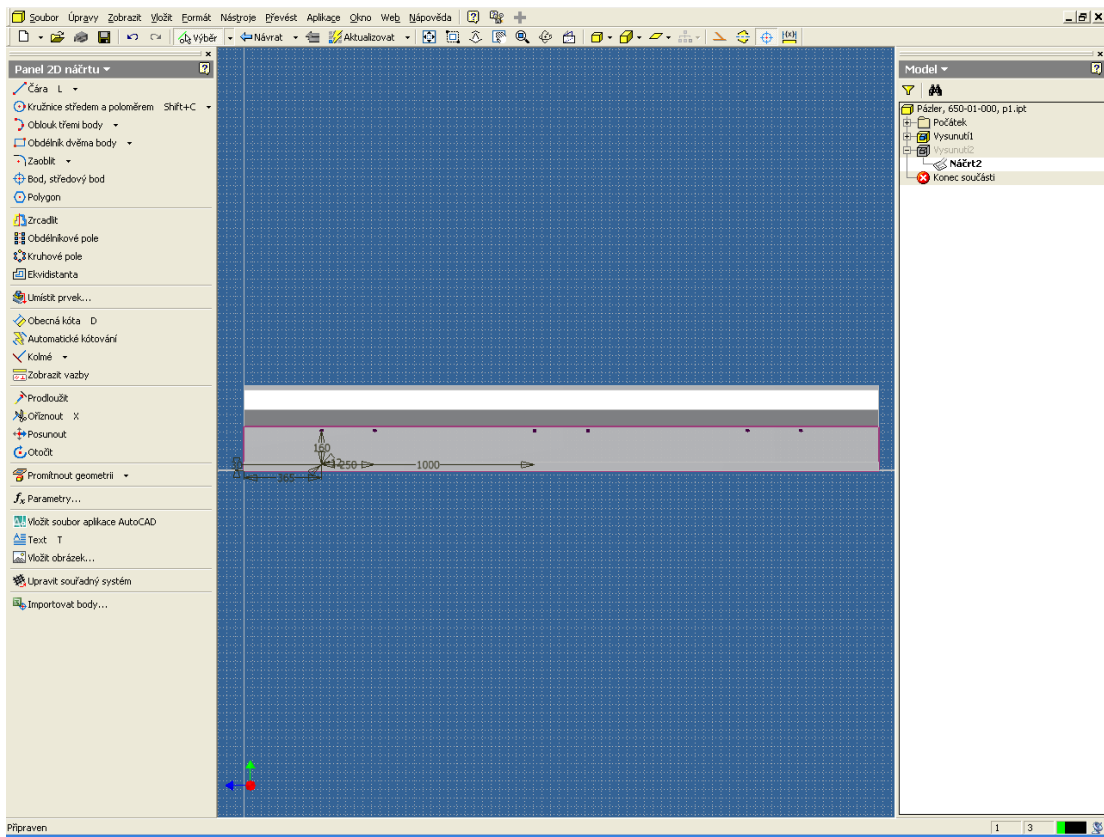 Soubor Úpravy Zobrazit Vložit Formát Nástroje Převést Aplikace Okno Web Nápověda
Výběr Návrat Aktualizovat
Panel 2D náčrtu
Čára L
Kružnice středem a poloměrem Shift+C
Oblouk třemi body
Obdélník dvěma body
Zaoblit
Bod, středový bod
Polygon
Zrcadlit
Obdélníkové pole
Kruhové pole
Ekvidistanta
Umístit prvek...
Obecná kóta D
Automatické kótování
Kolmé
Zobrazit vazby
Prodloužit
Oříznout X
Posunout
Otočit
Promítnout geometrii
fx Parametry...
Vložit soubor aplikace AutoCAD
Text T
Vložit obrázek...
Upravit souřadný systém
Importovat body...
160
250
1000
365
Model
Pázler, 650-01-000, p1.ipt
Počátek
Vysunutí1
Vysunutí2
Náčrt2
Konec součásti
Připraven
1 3